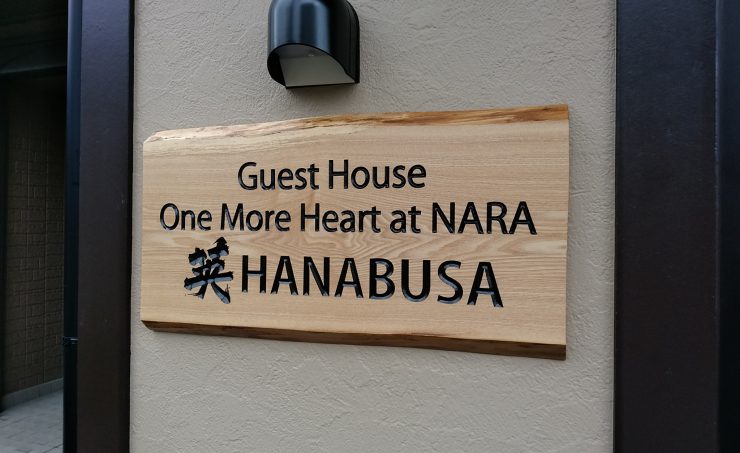 Guest House
One More Heart at NARA
英 HANABUSA